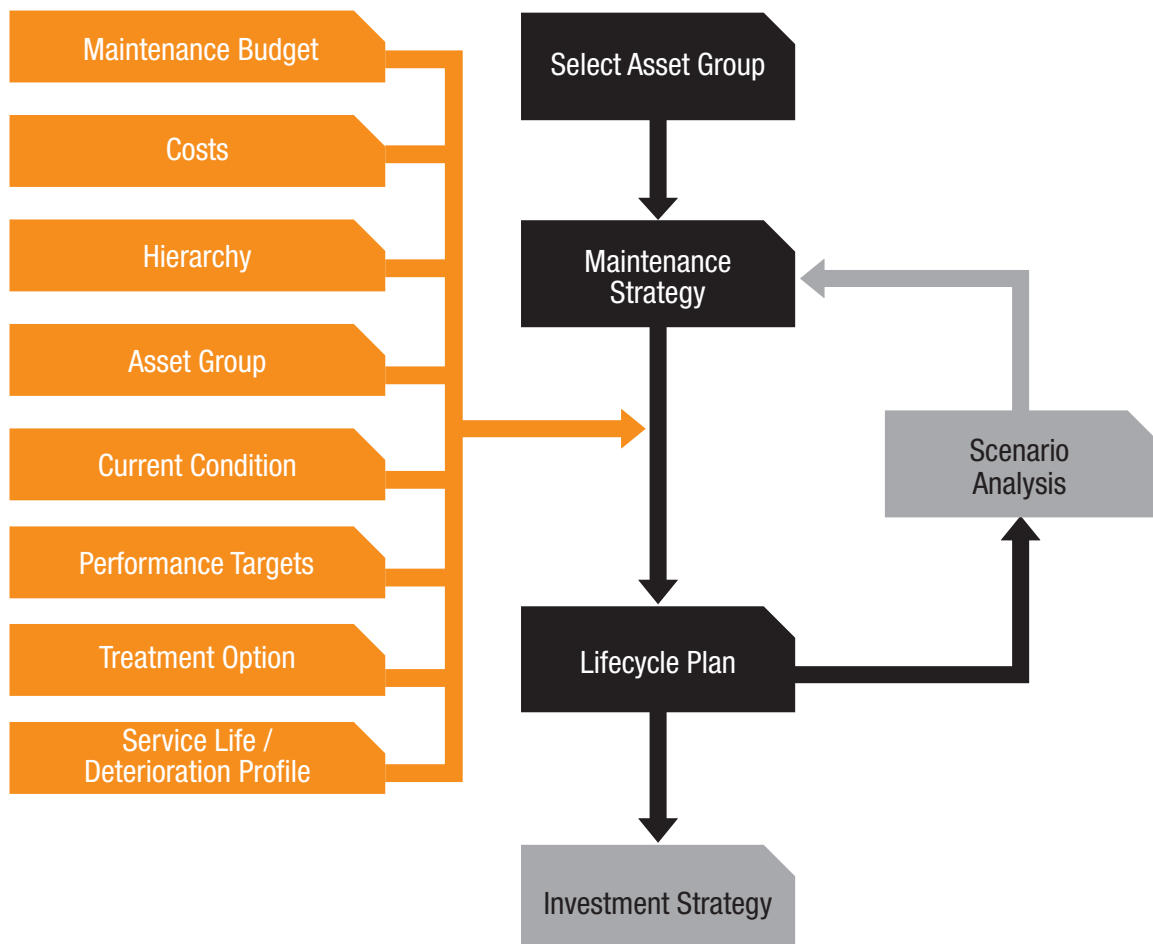 Maintenance Budget
Costs
Hierarchy
Asset Group
Current Condition
Performance Targets
Treatment Option
Service Life /
Deterioration Profile
Select Asset Group
Maintenance
Strategy
Lifecycle Plan
Investment Strategy
Scenario
Analysis